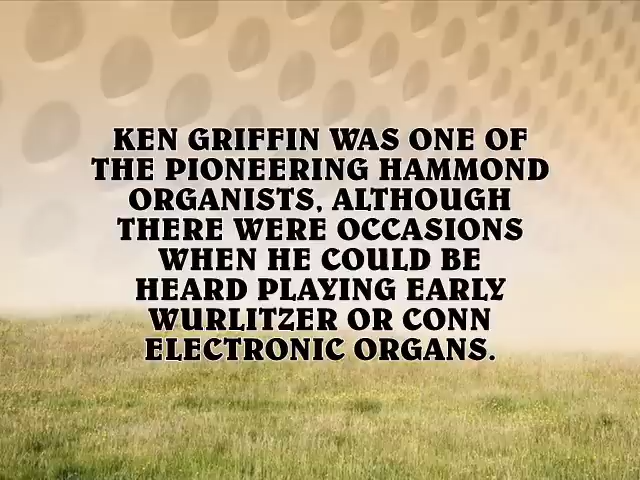 KEN GRIFFIN WAS ONE OF
THE PIONEERING HAMMOND
ORGANISTS, ALTHOUGH
THERE WERE OCCASIONS
WHEN HE COULD BE
HEARD PLAYING EARLY
WURLITZER OR CONN
ELECTRONIC ORGANS.